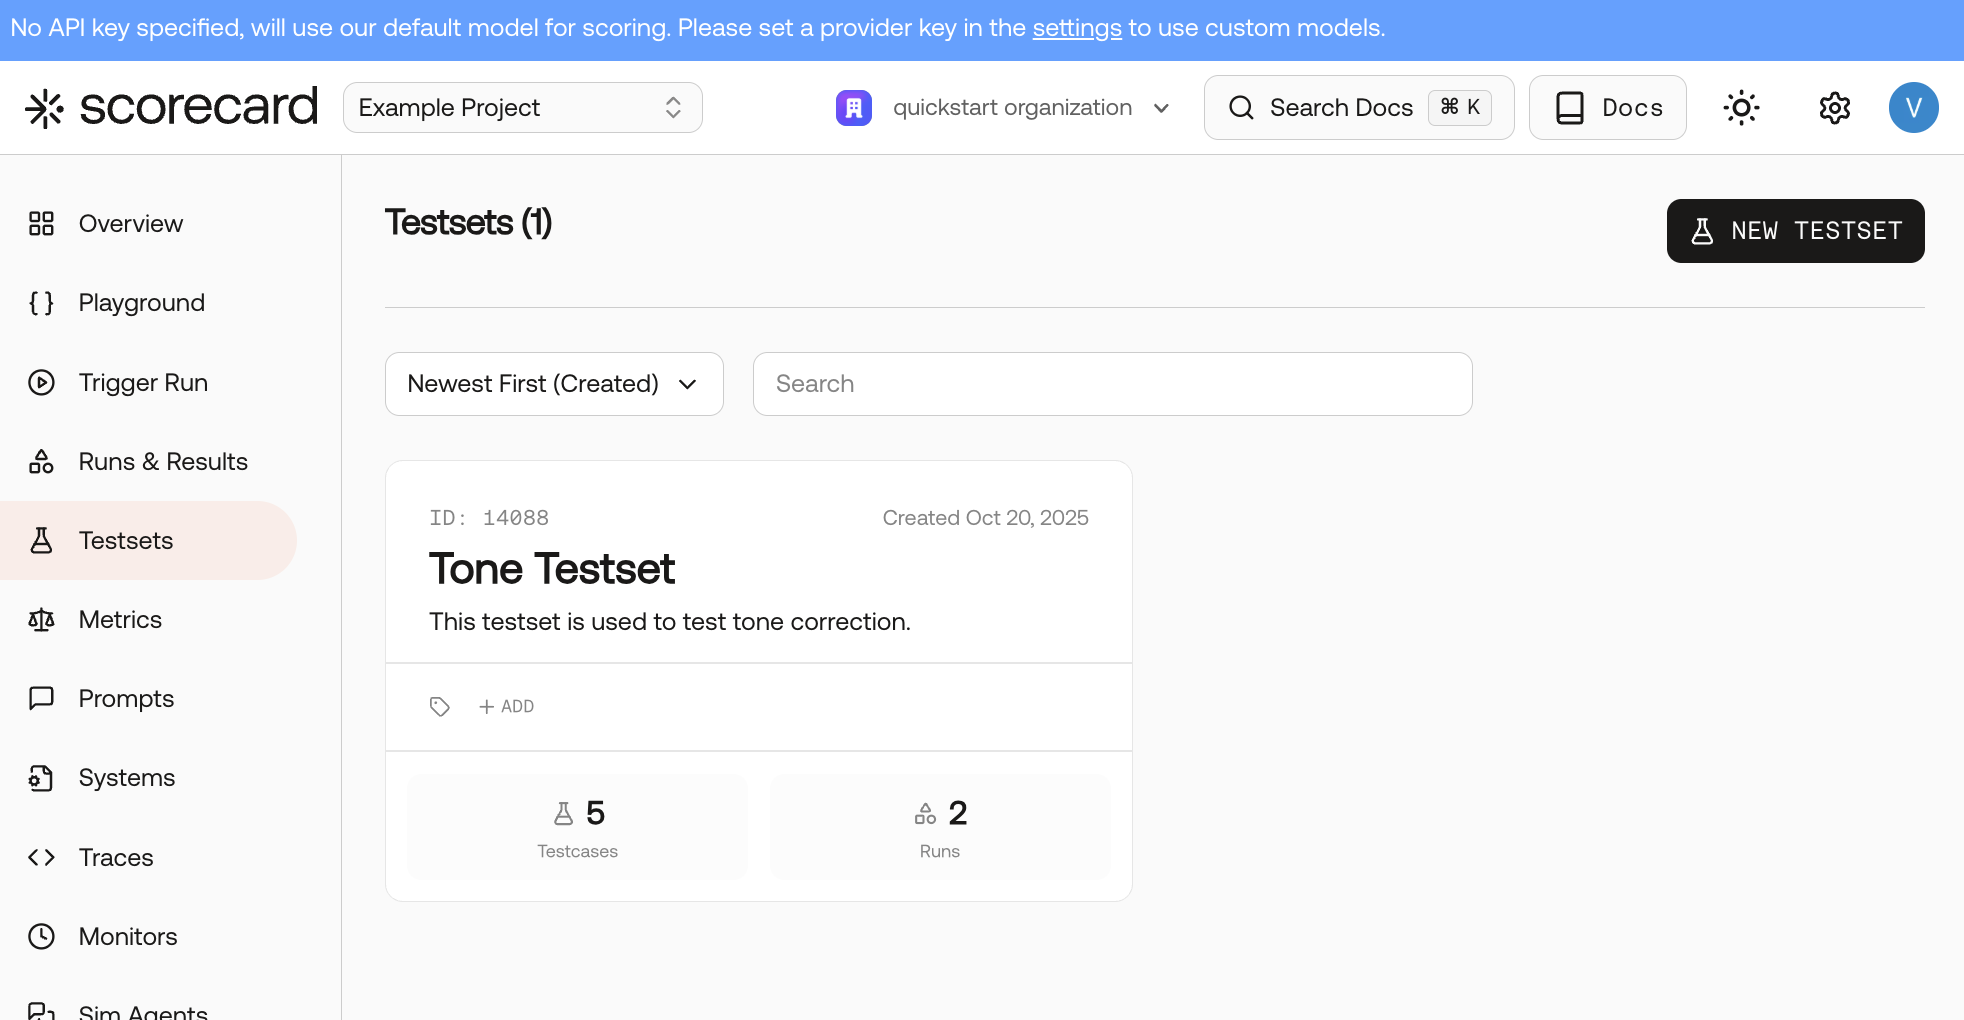 No API key specified, will use our default model for scoring. Please set a provider key in the settings to use custom models.
scorecard
Example Project
quickstart organization
Search Docs ⌘ K
Docs
V
Overview
Playground
Trigger Run
Runs & Results
Testsets
Metrics
Prompts
Systems
Traces
Monitors
Sim Agents
Testsets (1)
NEW TESTSET
Newest First (Created)
Search
ID: 14088
Created Oct 20, 2025
Tone Testset
This testset is used to test tone correction.
+ ADD
5
Testcases
2
Runs